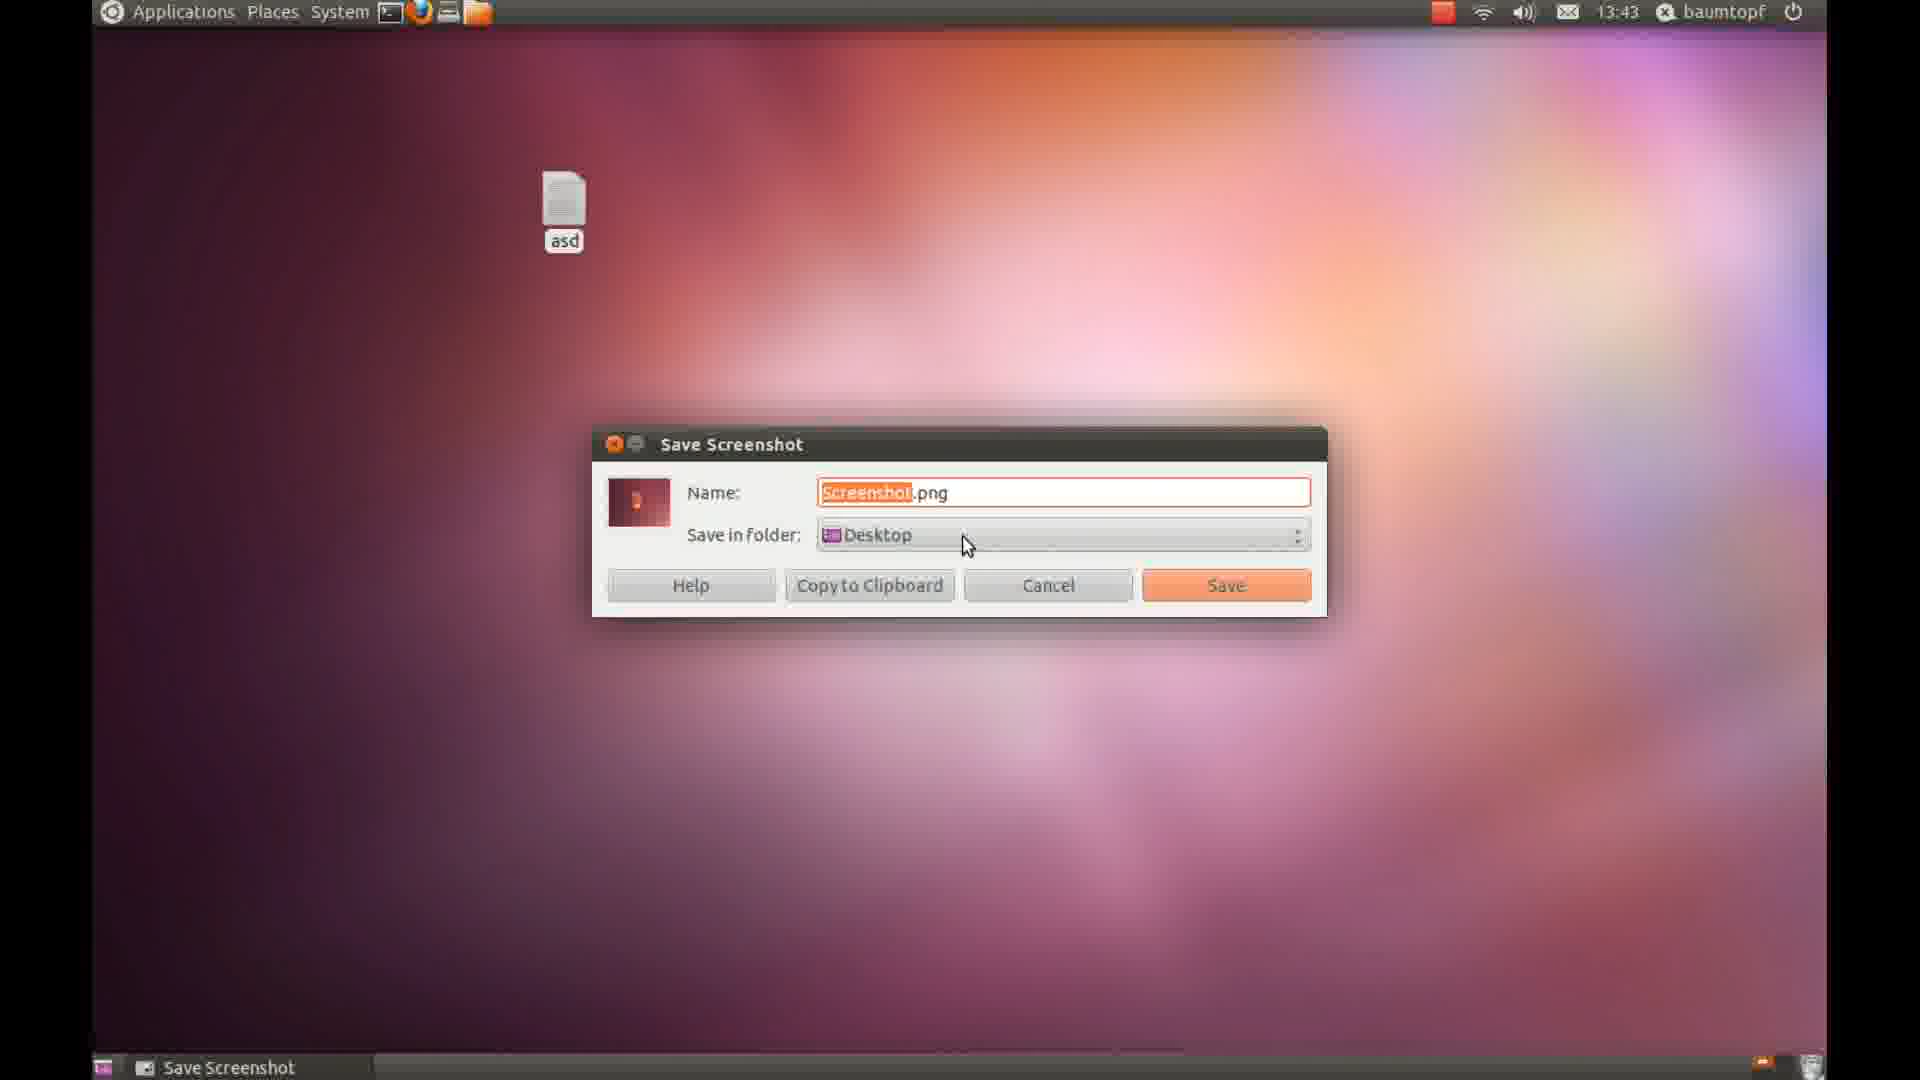 Applications Places System 13:43 baumtopf
asd
Save Screenshot
Name: Screenshot.png
Save in folder: Desktop
Help Copy to Clipboard Cancel Save
Save Screenshot